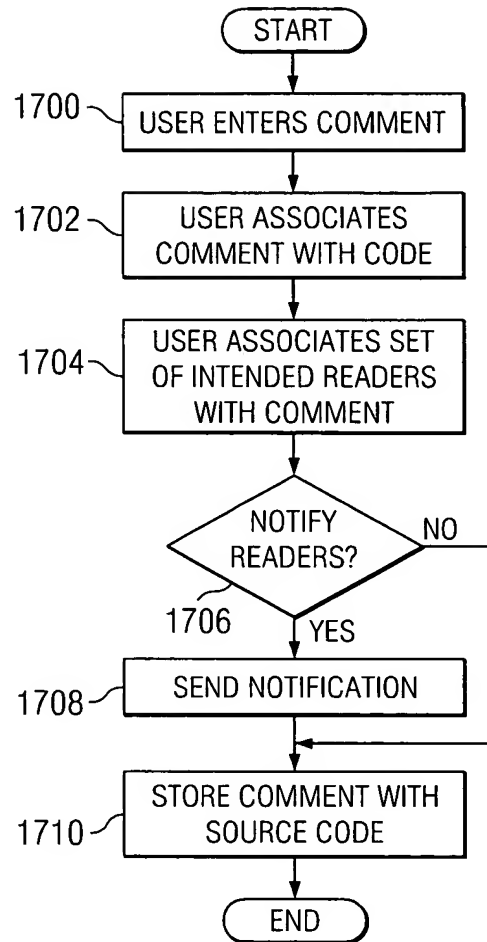 START
1700
USER ENTERS COMMENT
1702
USER ASSOCIATES
COMMENT WITH CODE
1704
USER ASSOCIATES SET
OF INTENDED READERS
WITH COMMENT
NOTIFY
READERS?
NO
1706
YES
1708
SEND NOTIFICATION
1710
STORE COMMENT WITH
SOURCE CODE
END